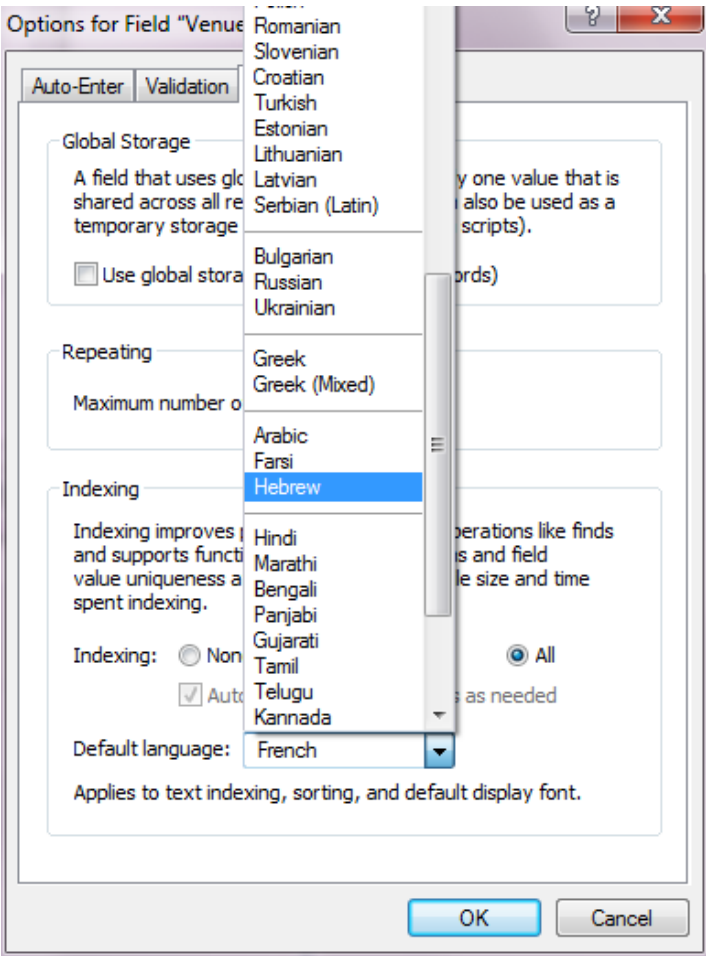 Options for Field "Venue
Romanian
Slovenian
Croatian
Turkish
Estonian
Lithuanian
Latvian
Serbian (Latin)
Bulgarian
Russian
Ukrainian
Greek
Greek (Mixed)
Arabic
Farsi
Hebrew
Hindi
Marathi
Bengali
Panjabi
Gujarati
Tamil
Telugu
Kannada
Auto-Enter Validation
Global Storage
A field that uses glo y one value that is
shared across all re also be used as a
temporary storage scripts).
Use global stora ords)
Repeating
Maximum number o
Indexing
Indexing improves perations like finds
and supports functi s and field
value uniqueness a le size and time
spent indexing.
Indexing: Non All
Auto s as needed
Default language: French
Applies to text indexing, sorting, and default display font.
OK Cancel